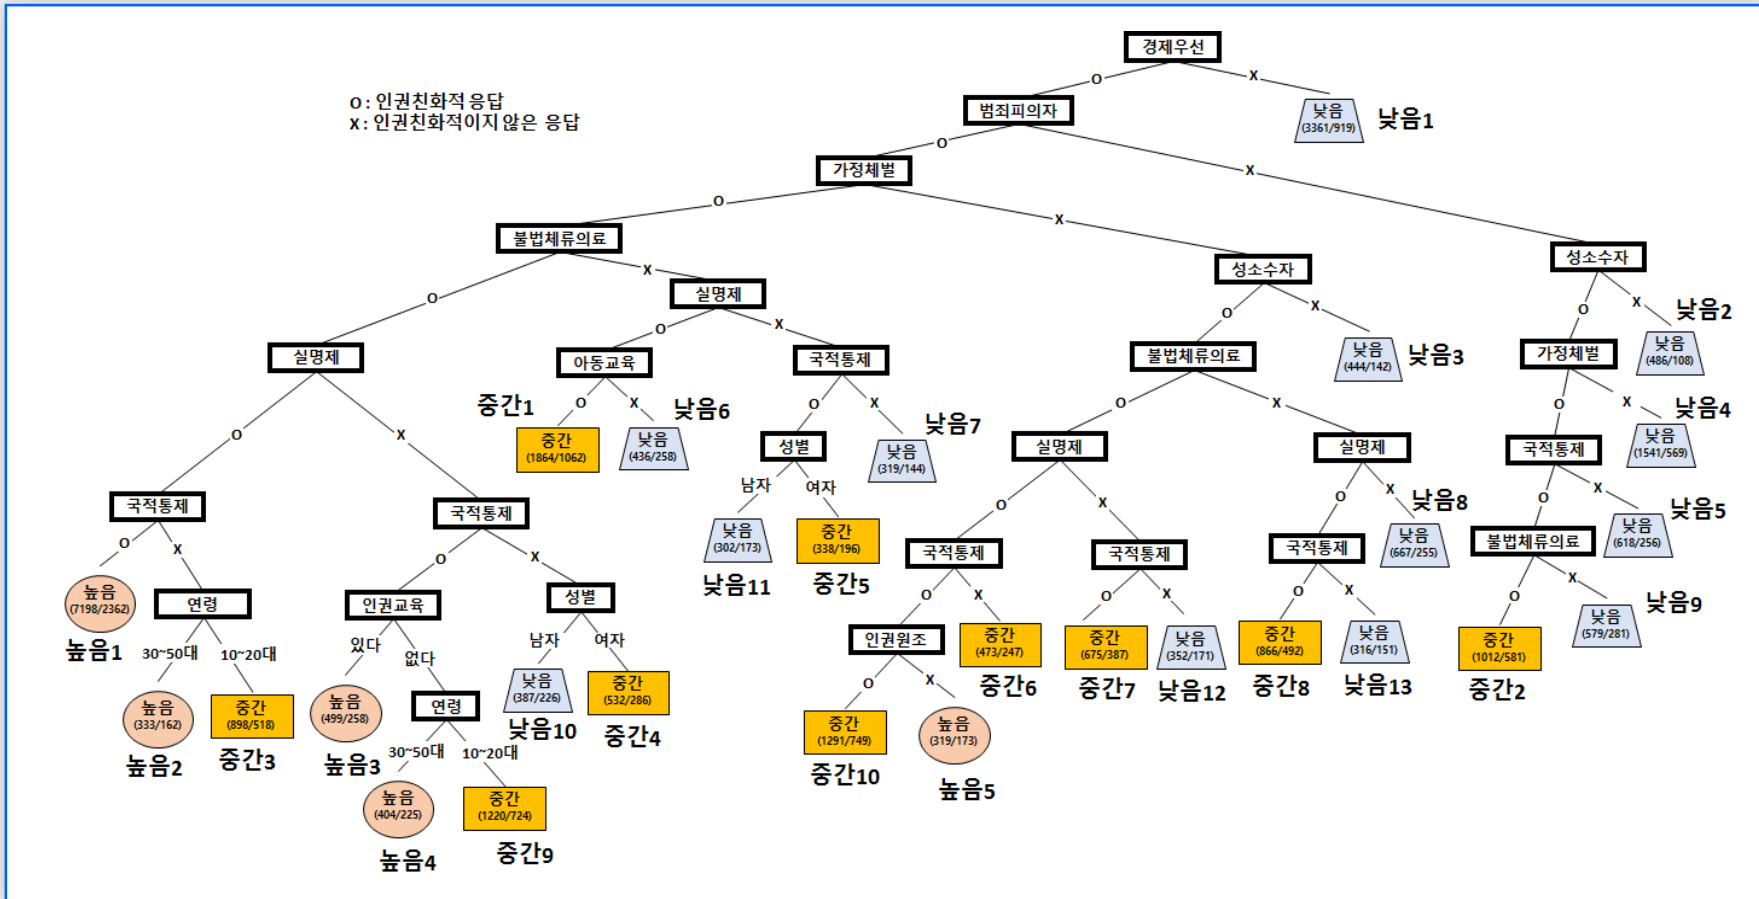 경제우선
O
X
O : 인권친화적 응답
X : 인권친화적이지 않은 응답
범죄피의자
낮음
(3361/919)
낮음1
O
X
가정체벌
O
X
불법체류의료
성소수자
성소수자
O
X
O
X
O
X
실명제
낮음2
실명제
아동교육
국적통제
불법체류의료
낮음
(444/142)
낮음3
가정체벌
낮음
(486/108)
O
X
O
X
O
X
O
X
O
X
O
X
중간1
중간
(1864/1062)
낮음
(436/258)
낮음6
성별
낮음
(319/144)
낮음7
실명제
실명제
국적통제
낮음
(1541/569)
낮음4
남자
여자
O
X
O
X
O
X
국적통제
국적통제
낮음
(302/173)
낮음11
중간
(338/196)
중간5
국적통제
국적통제
국적통제
낮음
(667/255)
낮음8
불법체류의료
낮음
(618/256)
낮음5
O
X
O
X
O
X
O
X
O
X
O
X
높음
(7198/2362)
높음1
연령
인권교육
성별
인권원조
중간
(473/247)
중간6
중간
(675/387)
중간7
낮음
(352/171)
낮음12
중간
(866/492)
중간8
낮음
(316/151)
낮음13
중간
(1012/581)
중간2
낮음
(579/281)
낮음9
30~50대
10~20대
있다
없다
남자
여자
O
X
높음
(333/162)
높음2
중간
(898/518)
중간3
높음
(499/258)
높음3
연령
낮음
(387/226)
낮음10
중간
(532/286)
중간4
중간
(1291/749)
중간10
높음
(319/173)
높음5
30~50대
10~20대
높음
(404/225)
높음4
중간
(1220/724)
중간9